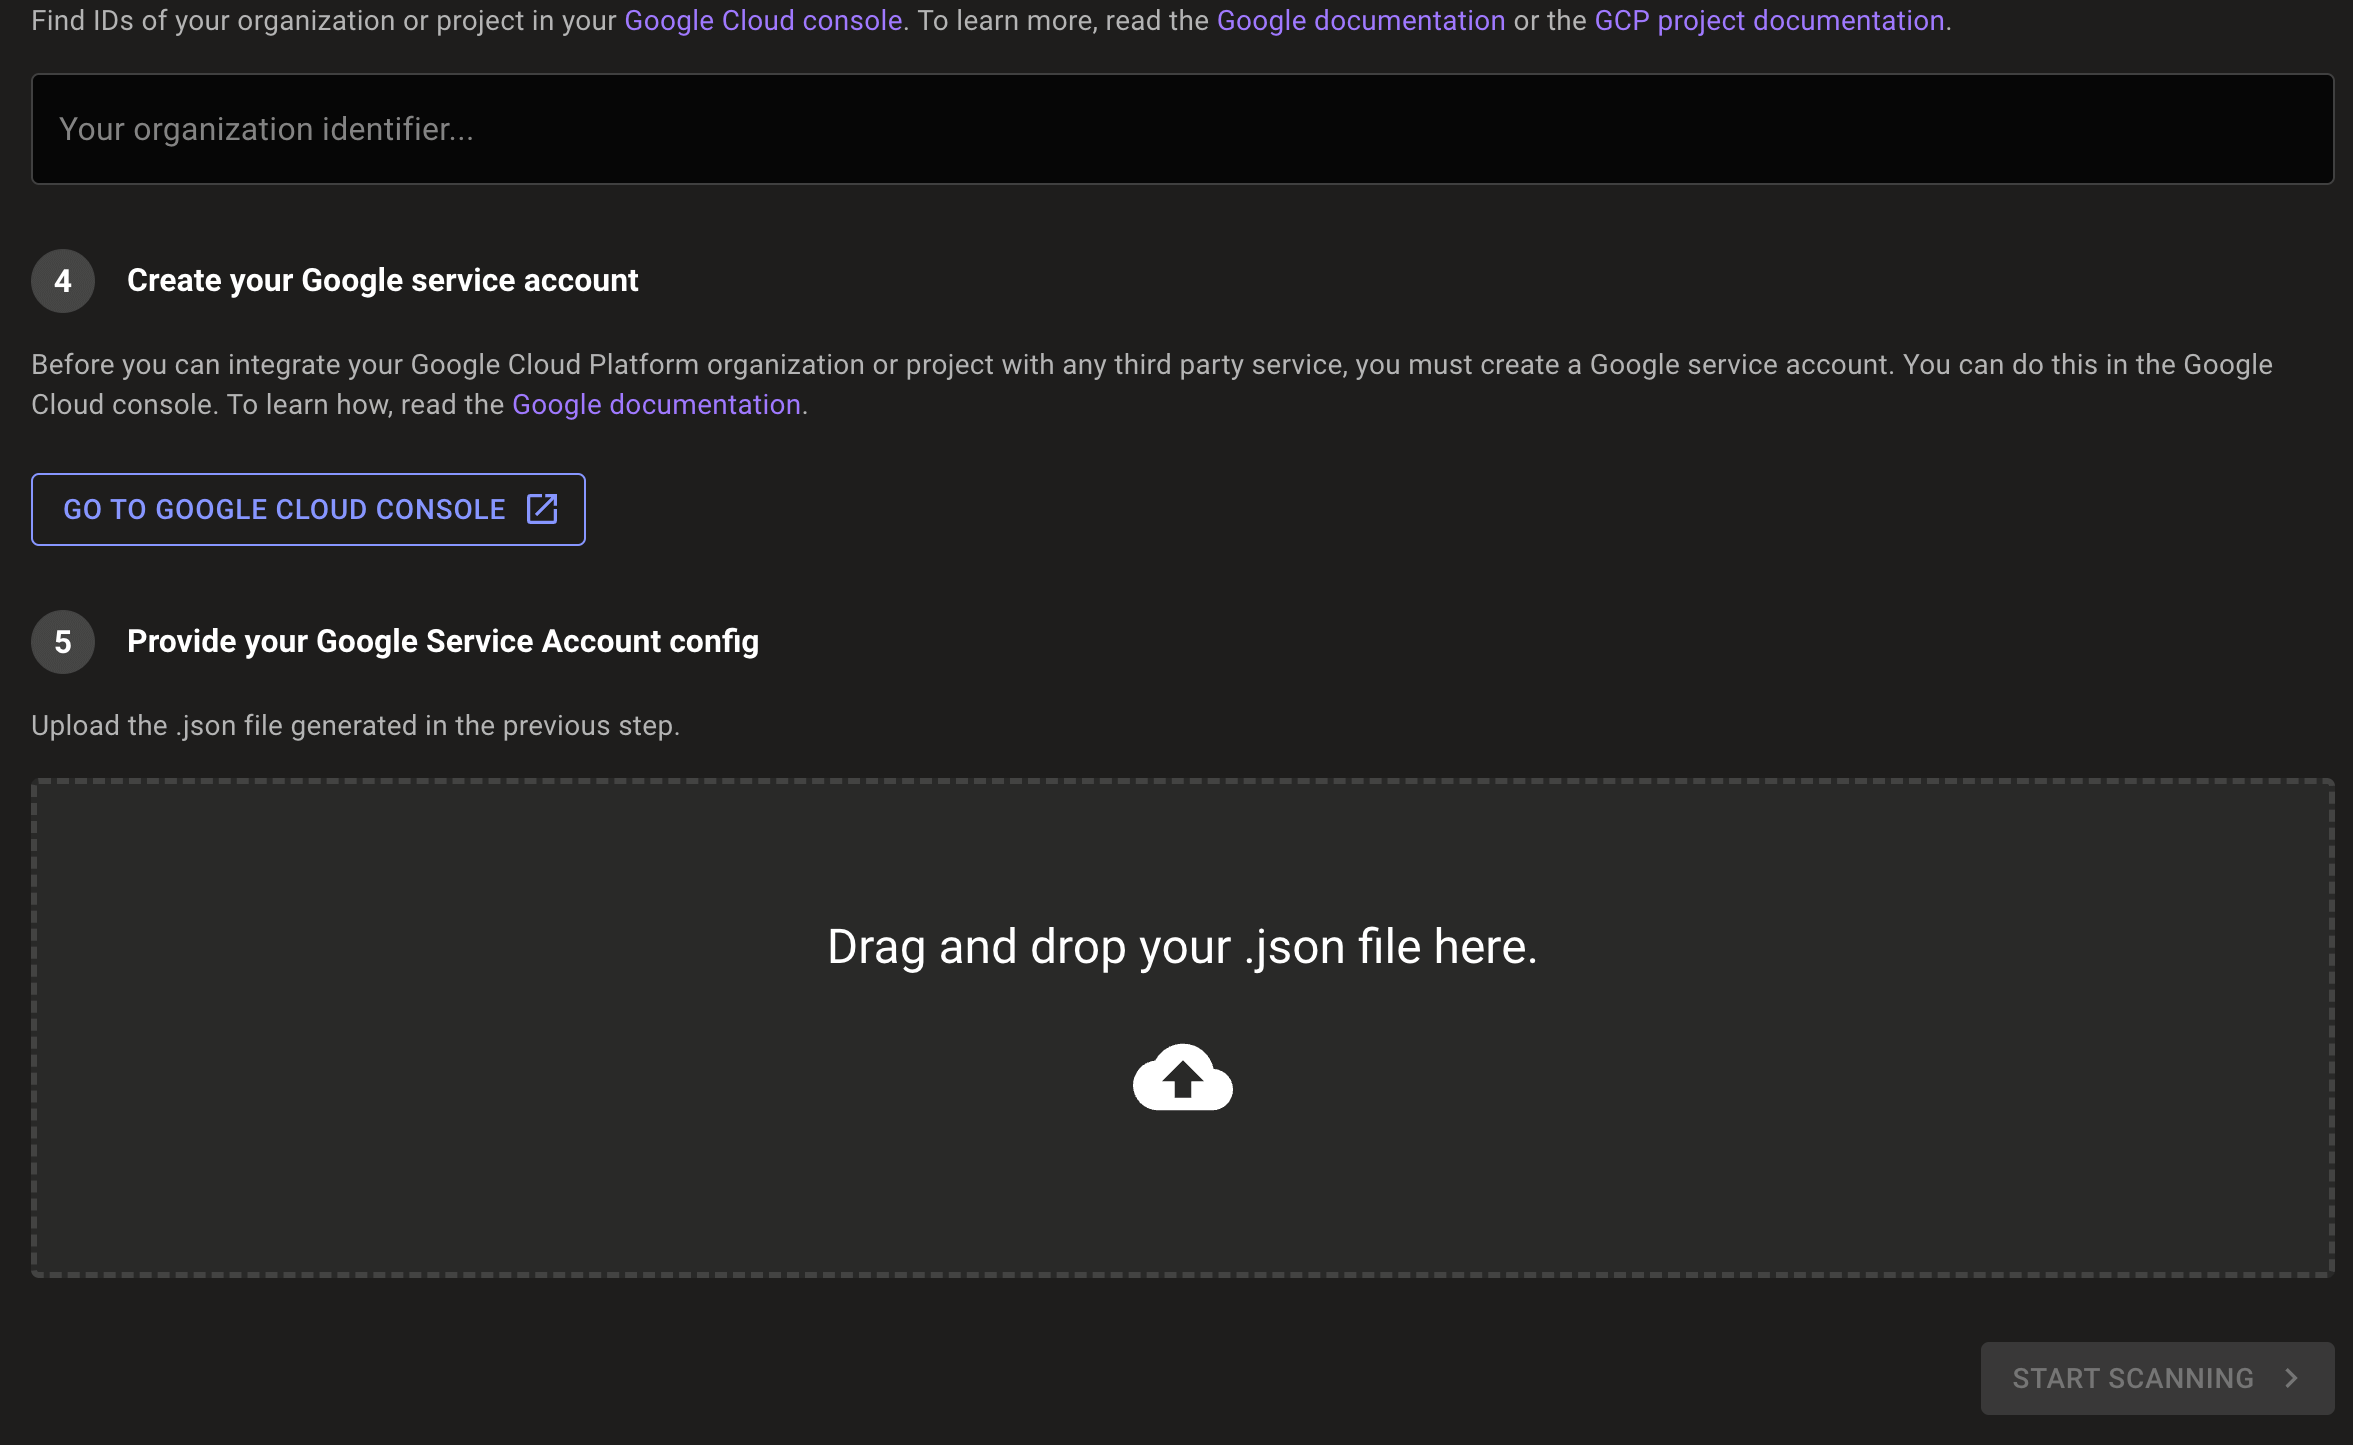 Find IDs of your organization or project in your Google Cloud console. To learn more, read the Google documentation or the GCP project documentation.
Your organization identifier...
4 Create your Google service account
Before you can integrate your Google Cloud Platform organization or project with any third party service, you must create a Google service account. You can do this in the Google
Cloud console. To learn how, read the Google documentation.
GO TO GOOGLE CLOUD CONSOLE
5 Provide your Google Service Account config
Upload the .json file generated in the previous step.
Drag and drop your .json file here.
START SCANNING